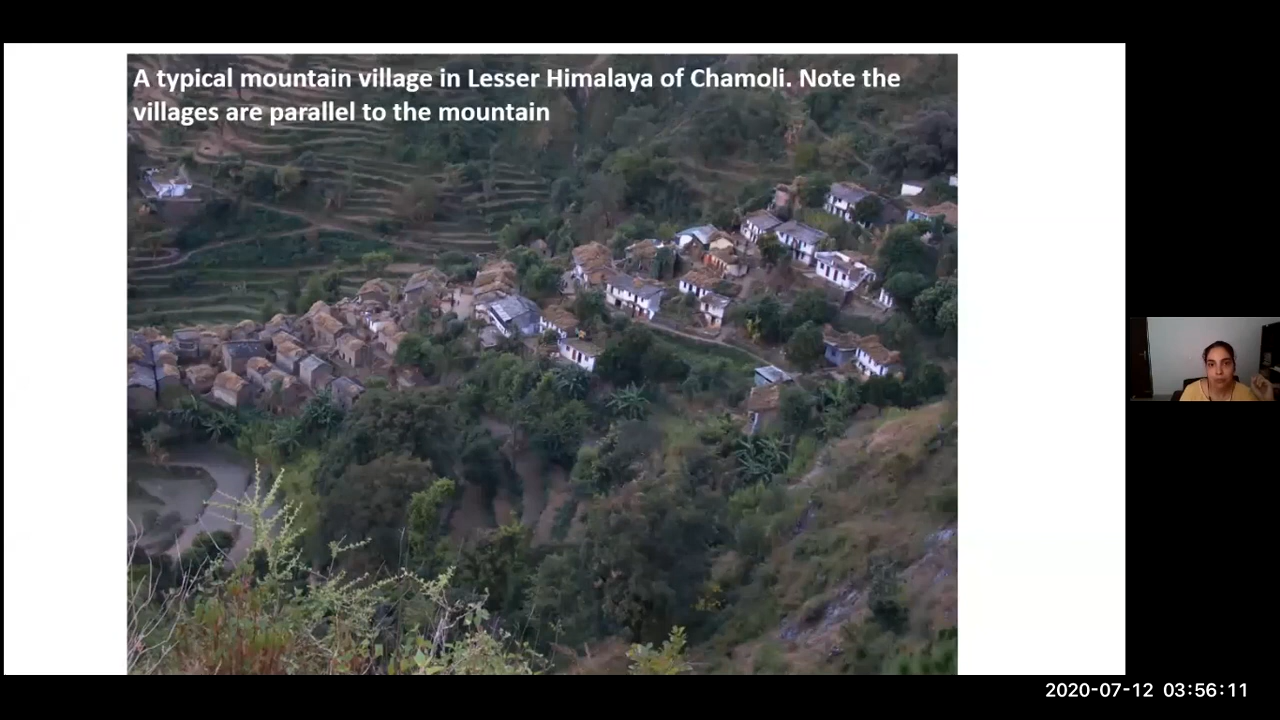 A typical mountain village in Lesser Himalaya of Chamoli. Note the
villages are parallel to the mountain
2020-07-12 03:56:11